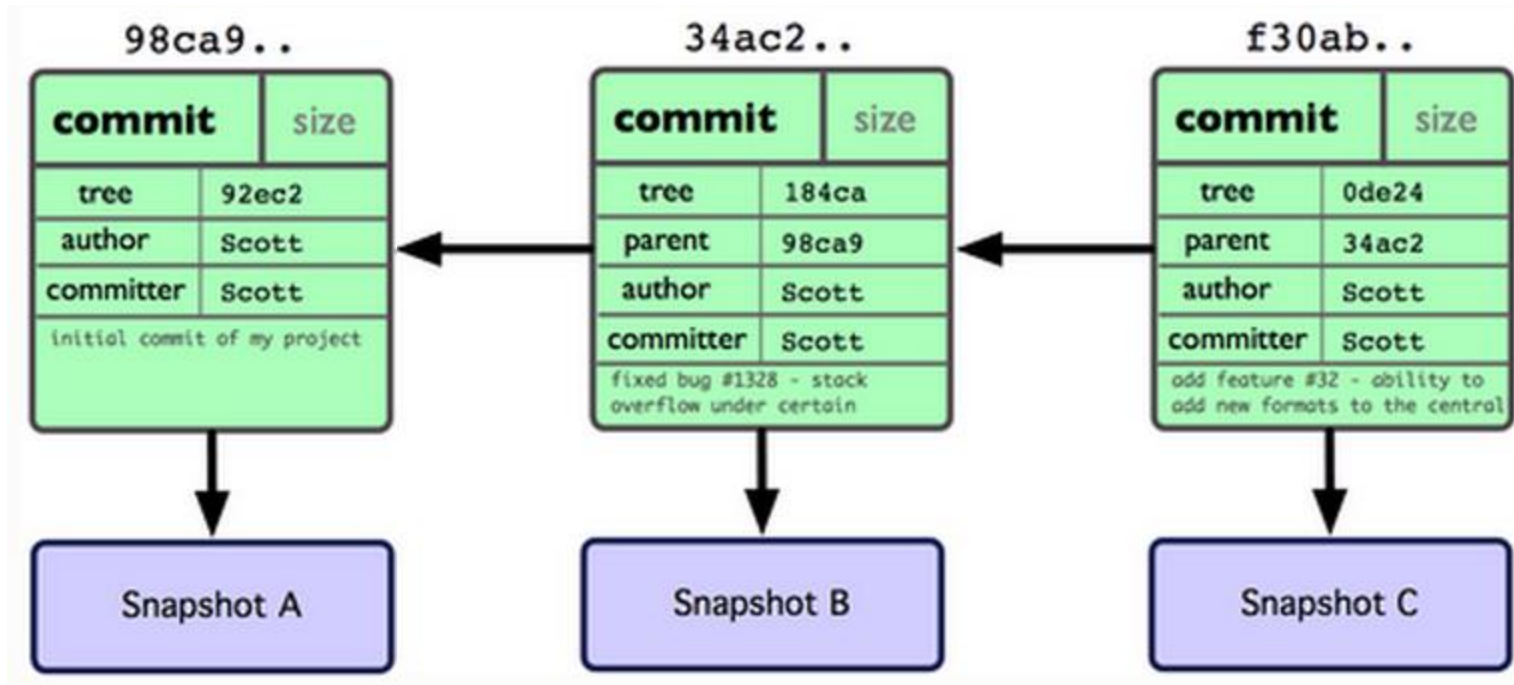 98ca9..
commit size
tree 92ec2
author Scott
committer Scott
initial commit of my project
Snapshot A
34ac2..
commit size
tree 184ca
parent 98ca9
author Scott
committer Scott
fixed bug #1328 - stack
overflow under certain
Snapshot B
f30ab..
commit size
tree 0de24
parent 34ac2
author Scott
committer Scott
add feature #32 - ability to
add new formats to the central
Snapshot C